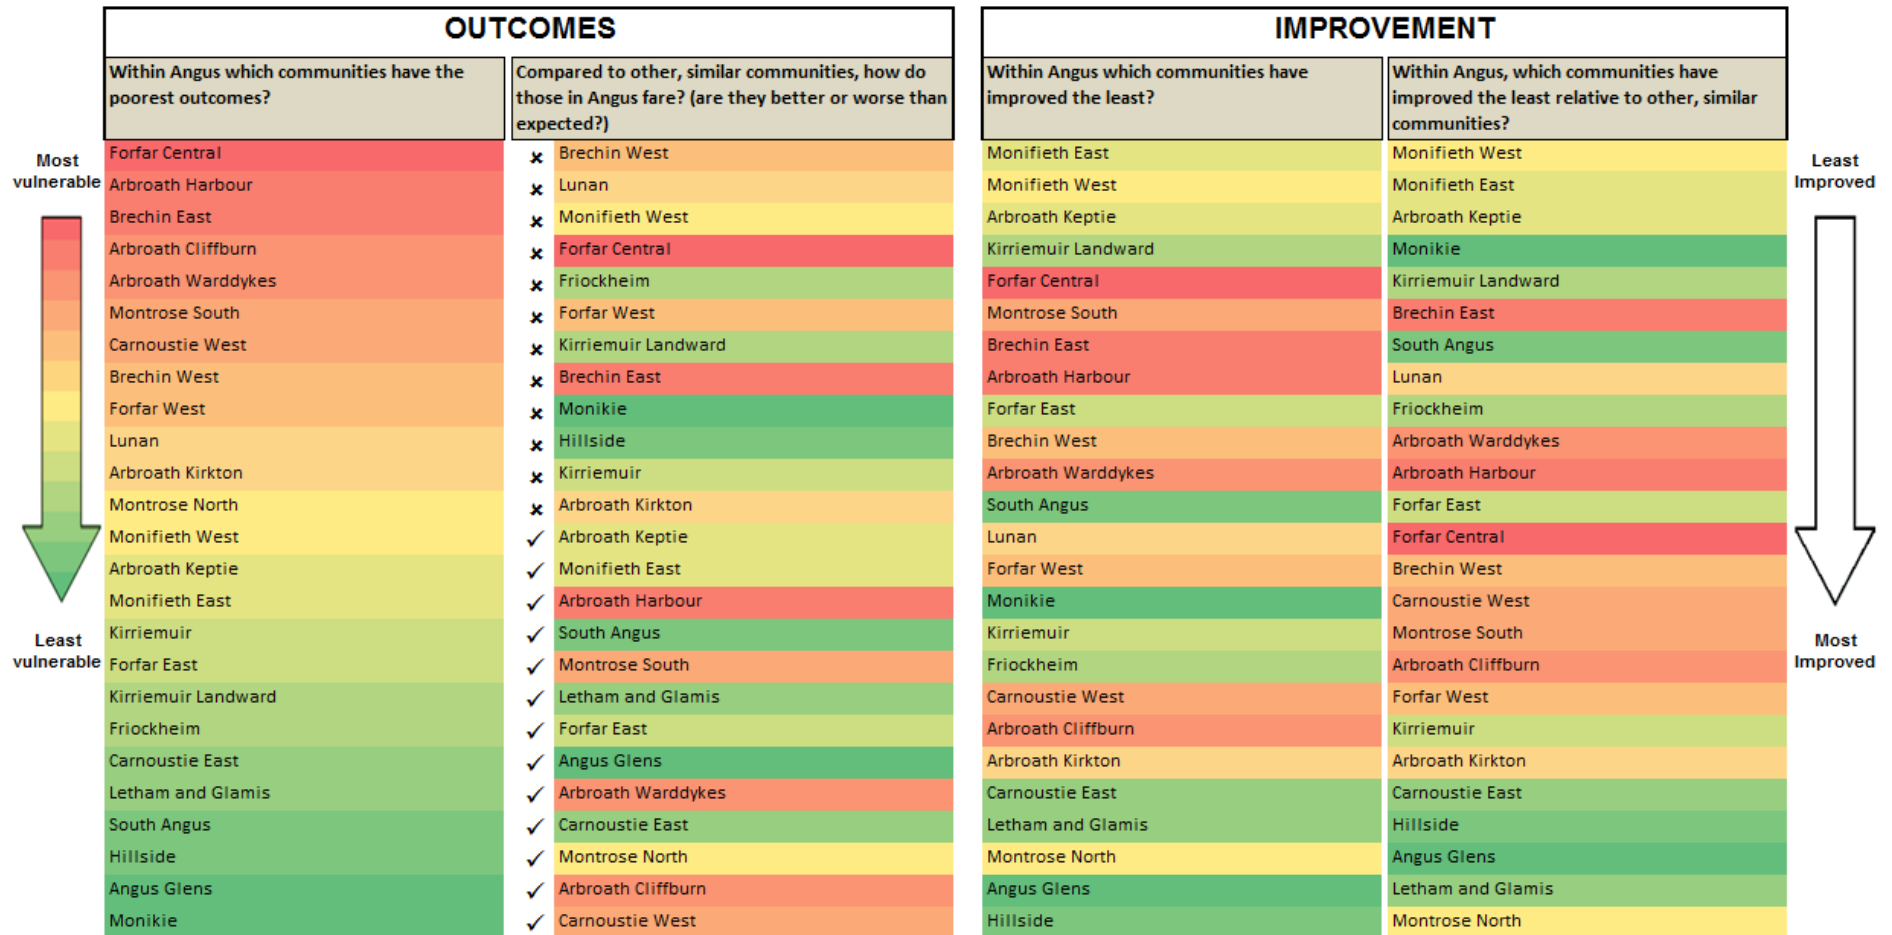 OUTCOMES
IMPROVEMENT
Within Angus which communities have the
poorest outcomes?
Compared to other, similar communities, how do
those in Angus fare? (are they better or worse than
expected?)
Within Angus which communities have
improved the least?
Within Angus, which communities have
improved the least relative to other, similar
communities?
Most
vulnerable
Least
vulnerable
Forfar Central
Arbroath Harbour
Brechin East
Arbroath Cliffburn
Arbroath Warddykes
Montrose South
Carnoustie West
Brechin West
Forfar West
Lunan
Arbroath Kirkton
Montrose North
Monifieth West
Arbroath Keptie
Monifieth East
Kirriemuir
Forfar East
Kirriemuir Landward
Friockheim
Carnoustie East
Letham and Glamis
South Angus
Hillside
Angus Glens
Monikie
✘ Brechin West
✘ Lunan
✘ Monifieth West
✘ Forfar Central
✘ Friockheim
✘ Forfar West
✘ Kirriemuir Landward
✘ Brechin East
✘ Monikie
✘ Hillside
✘ Kirriemuir
✘ Arbroath Kirkton
✓ Arbroath Keptie
✓ Monifieth East
✓ Arbroath Harbour
✓ South Angus
✓ Montrose South
✓ Letham and Glamis
✓ Forfar East
✓ Angus Glens
✓ Arbroath Warddykes
✓ Carnoustie East
✓ Montrose North
✓ Arbroath Cliffburn
✓ Carnoustie West
Monifieth East
Monifieth West
Arbroath Keptie
Kirriemuir Landward
Forfar Central
Montrose South
Brechin East
Arbroath Harbour
Forfar East
Brechin West
Arbroath Warddykes
South Angus
Lunan
Forfar West
Monikie
Kirriemuir
Friockheim
Carnoustie West
Arbroath Cliffburn
Arbroath Kirkton
Carnoustie East
Letham and Glamis
Montrose North
Angus Glens
Hillside
Monifieth West
Monifieth East
Arbroath Keptie
Monikie
Kirriemuir Landward
Brechin East
South Angus
Lunan
Friockheim
Arbroath Warddykes
Arbroath Harbour
Forfar East
Forfar Central
Brechin West
Carnoustie West
Montrose South
Arbroath Cliffburn
Forfar West
Kirriemuir
Arbroath Kirkton
Carnoustie East
Hillside
Angus Glens
Letham and Glamis
Montrose North
Least
Improved
Most
Improved